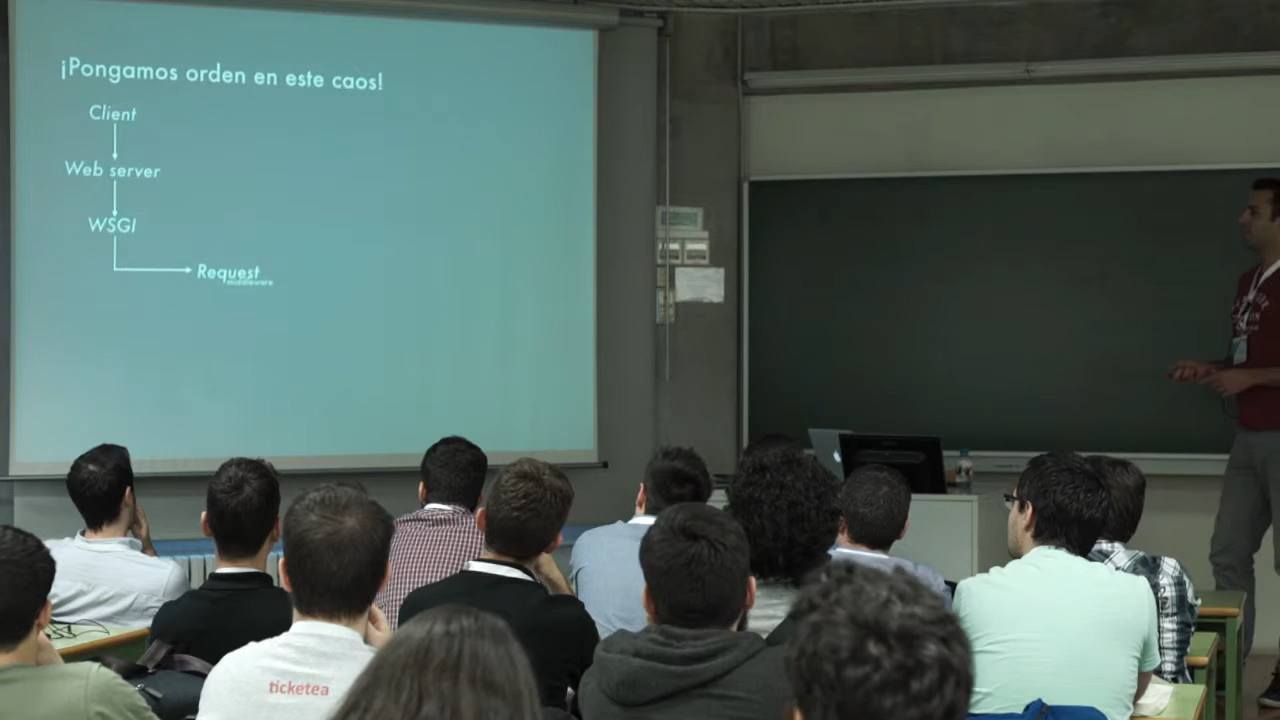 ¡Pongamos orden en este caos!
Client
Web server
WSGI
Request
middleware
ticketea